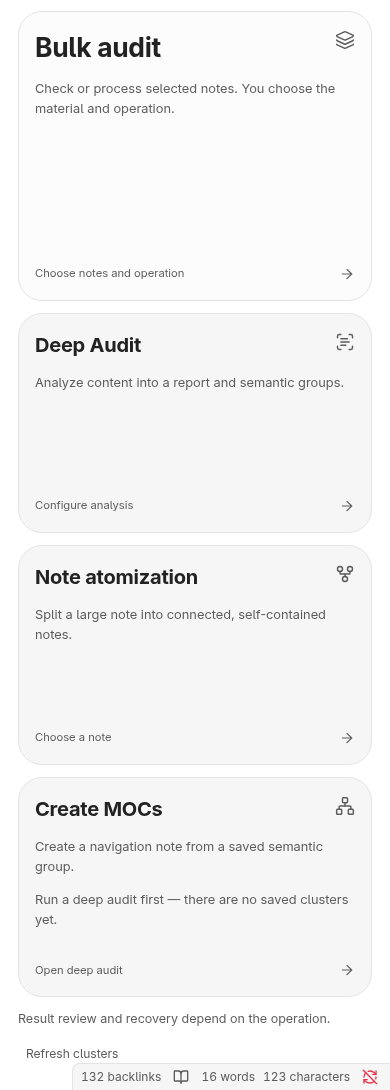 Bulk audit
Check or process selected notes. You choose the
material and operation.
Choose notes and operation
Deep Audit
Analyze content into a report and semantic groups.
Configure analysis
Note atomization
Split a large note into connected, self-contained
notes.
Choose a note
Create MOCs
Create a navigation note from a saved semantic
group.
Run a deep audit first — there are no saved clusters
yet.
Open deep audit
Result review and recovery depend on the operation.
Refresh clusters
132 backlinks 16 words 123 characters